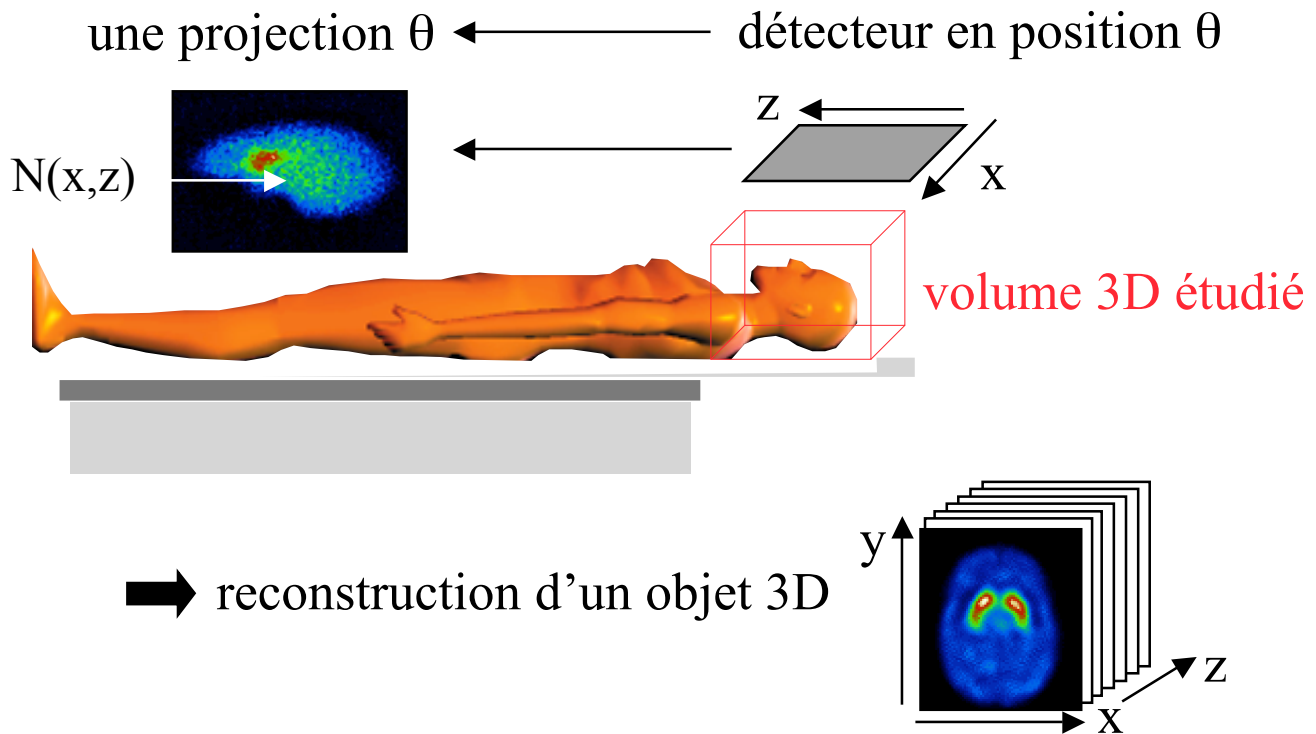 une projection θ
détecteur en position θ
z
x
N(x,z)
volume 3D étudié
y
reconstruction d’un objet 3D
z
x